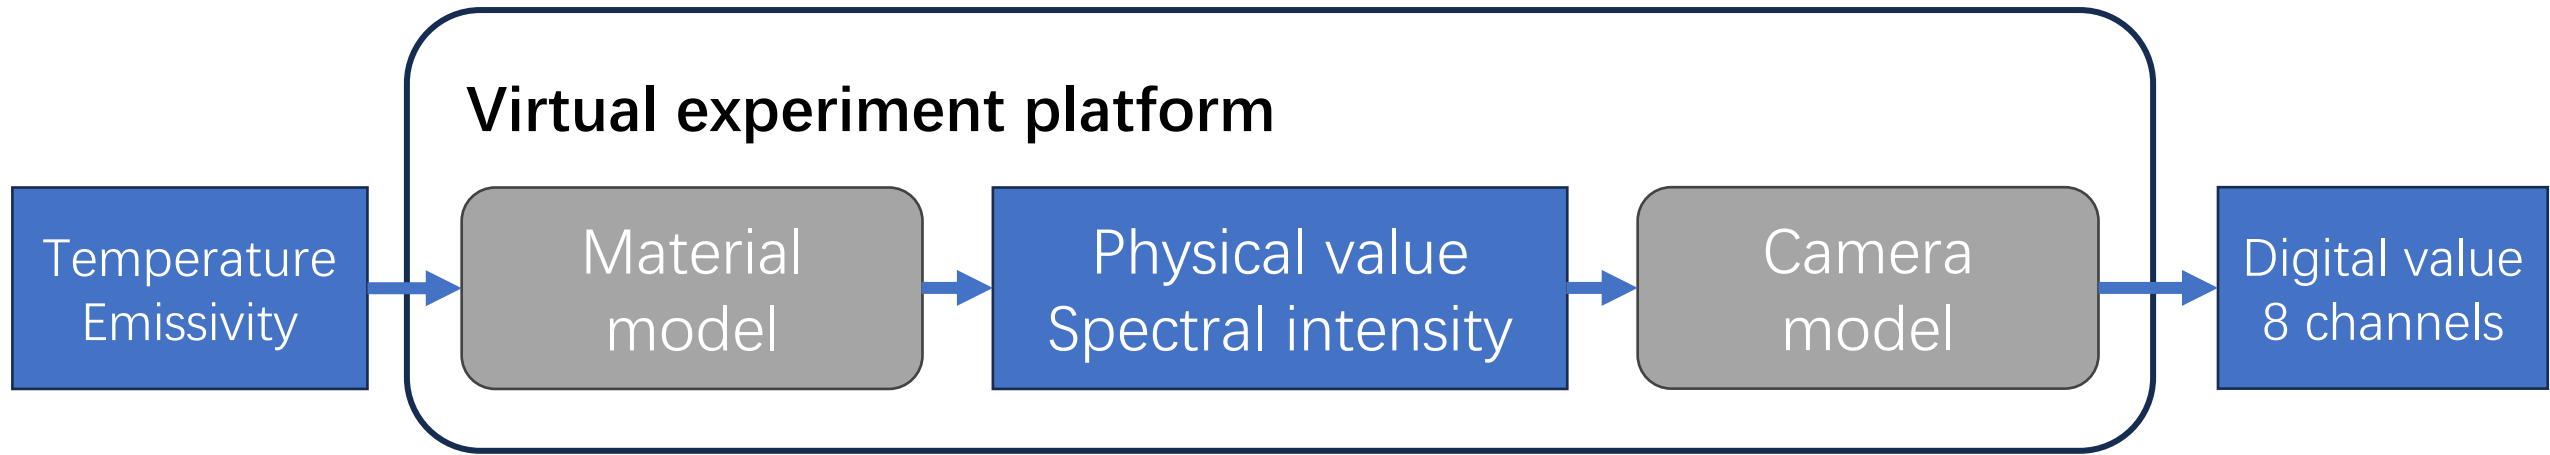 Virtual experiment platform
Temperature
Emissivity
Material
model
Physical value
Spectral intensity
Camera
model
Digital value
8 channels